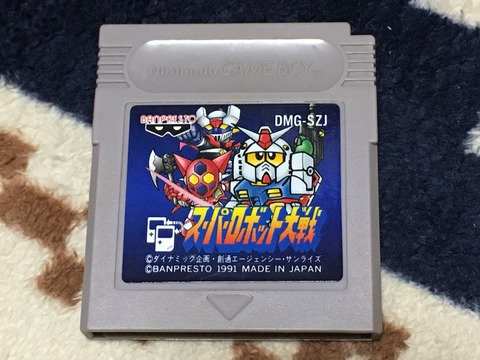 Nintendo GAME BOY TM
BANPRESTO
DMG-SZJ
スーパーロボット大戦
©ダイナミック企画・創通エージェンシー・サンライズ
©BANPRESTO 1991 MADE IN JAPAN